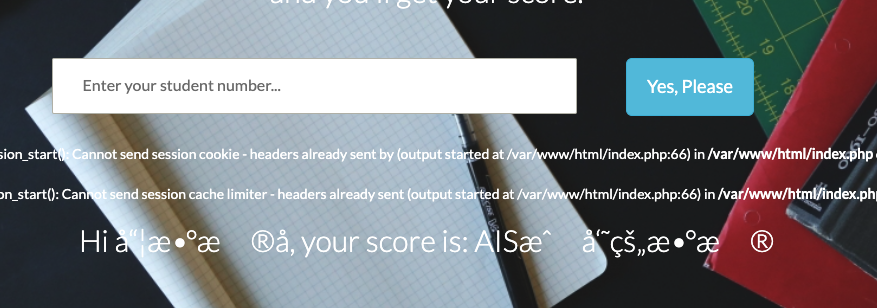 and you'll get your score.
Enter your student number...
Yes, Please
sion_start(): Cannot send session cookie - headers already sent by (output started at /var/www/html/index.php:66) in /var/www/html/index.php
on_start(): Cannot send session cache limiter - headers already sent (output started at /var/www/html/index.php:66) in /var/www/html/index.php
Hi å“¦æ•°æ ®å, your score is: AISæˆ å‘˜çš„æ•°æ ®
19